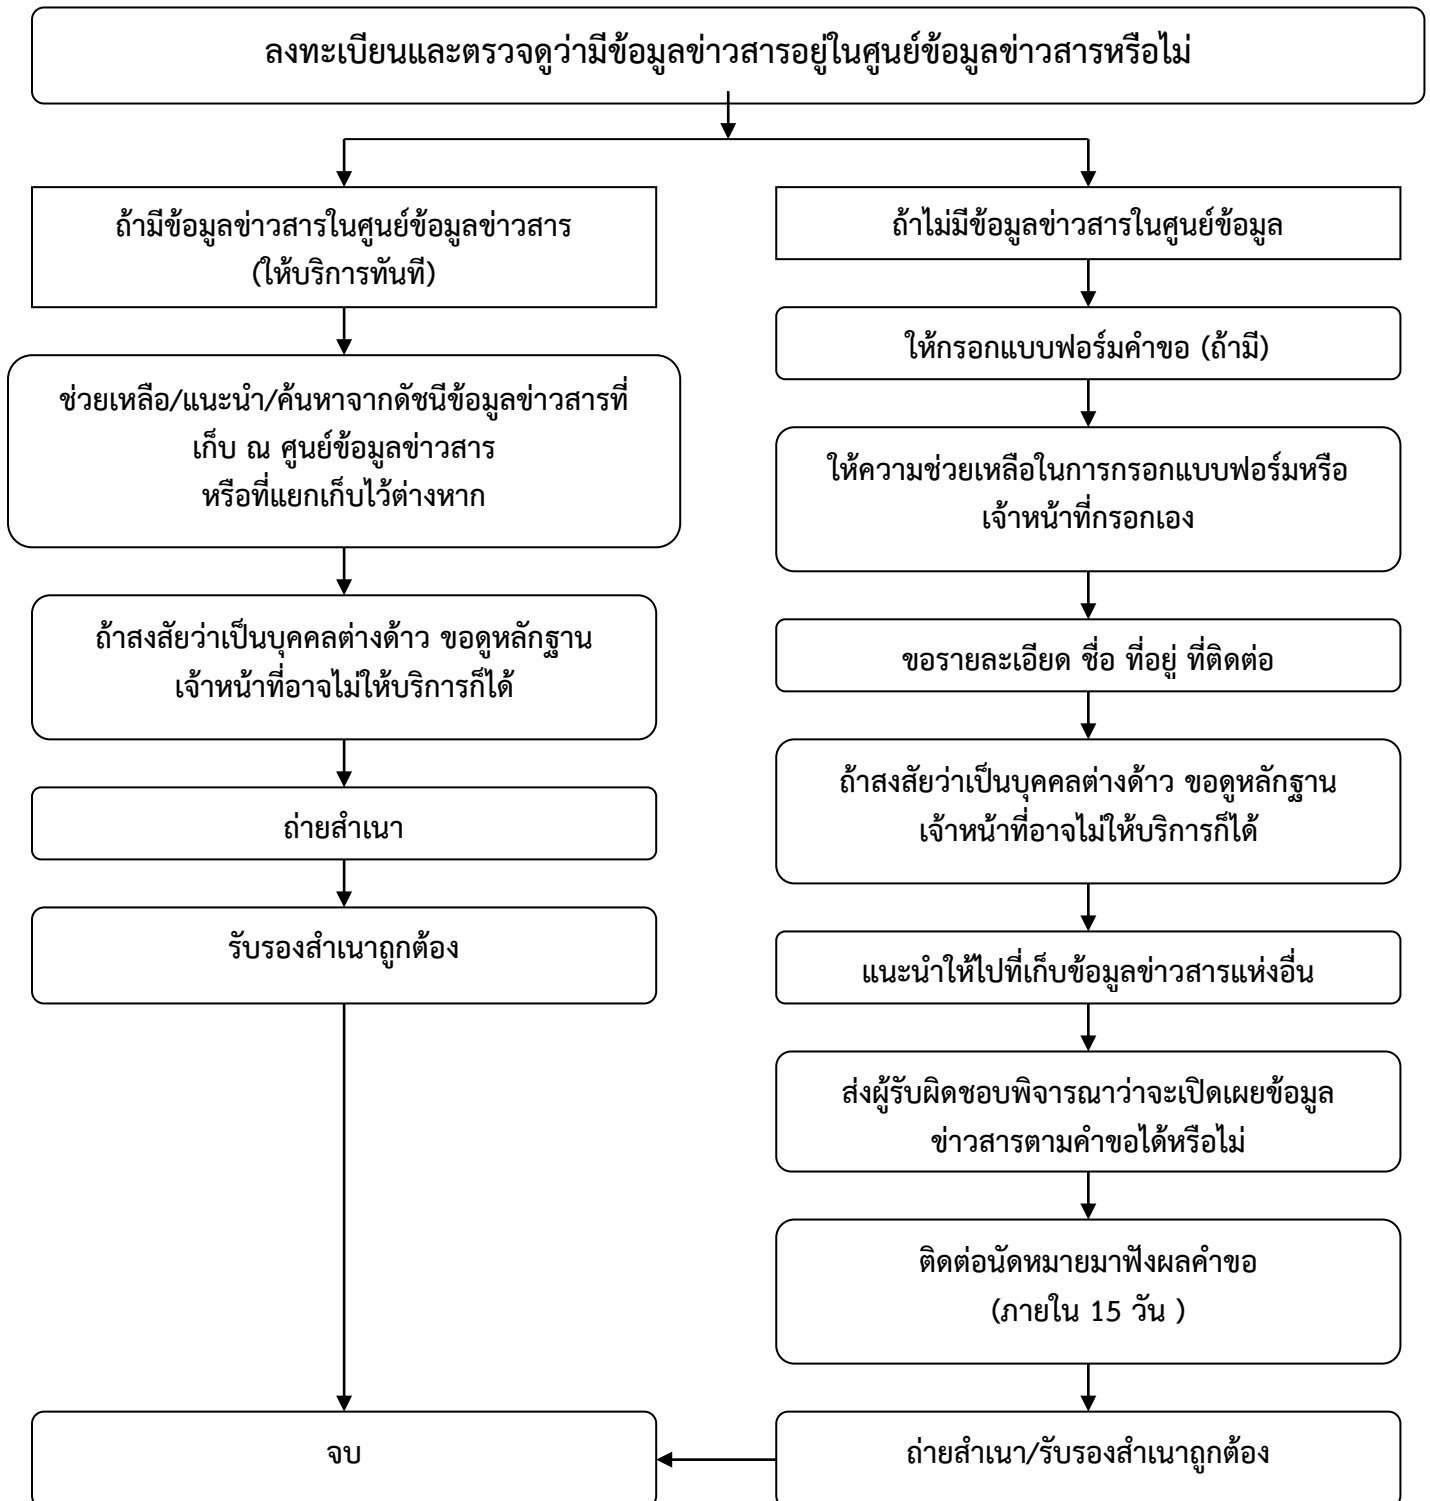 ลงทะเบียนและตรวจดูว่ามีข้อมูลข่าวสารอยู่ในศูนย์ข้อมูลข่าวสารหรือไม่
ถ้ามีข้อมูลข่าวสารในศูนย์ข้อมูลข่าวสาร
(ให้บริการทันที)
ช่วยเหลือ/แนะนำ/ค้นหาจากดัชนีข้อมูลข่าวสารที่
เก็บ ณ ศูนย์ข้อมูลข่าวสาร
หรือที่แยกเก็บไว้ต่างหาก
ถ้าสงสัยว่าเป็นบุคคลต่างด้าว ขอดูหลักฐาน
เจ้าหน้าที่อาจไม่ให้บริการก็ได้
ถ่ายสำเนา
รับรองสำเนาถูกต้อง
จบ
ถ้าไม่มีข้อมูลข่าวสารในศูนย์ข้อมูล
ให้กรอกแบบฟอร์มคำขอ (ถ้ามี)
ให้ความช่วยเหลือในการกรอกแบบฟอร์มหรือ
เจ้าหน้าที่กรอกเอง
ขอรายละเอียด ชื่อ ที่อยู่ ที่ติดต่อ
ถ้าสงสัยว่าเป็นบุคคลต่างด้าว ขอดูหลักฐาน
เจ้าหน้าที่อาจไม่ให้บริการก็ได้
แนะนำให้ไปที่เก็บข้อมูลข่าวสารแห่งอื่น
ส่งผู้รับผิดชอบพิจารณาว่าจะเปิดเผยข้อมูล
ข่าวสารตามคำขอได้หรือไม่
ติดต่อนัดหมายมาฟังผลคำขอ
(ภายใน 15 วัน )
ถ่ายสำเนา/รับรองสำเนาถูกต้อง